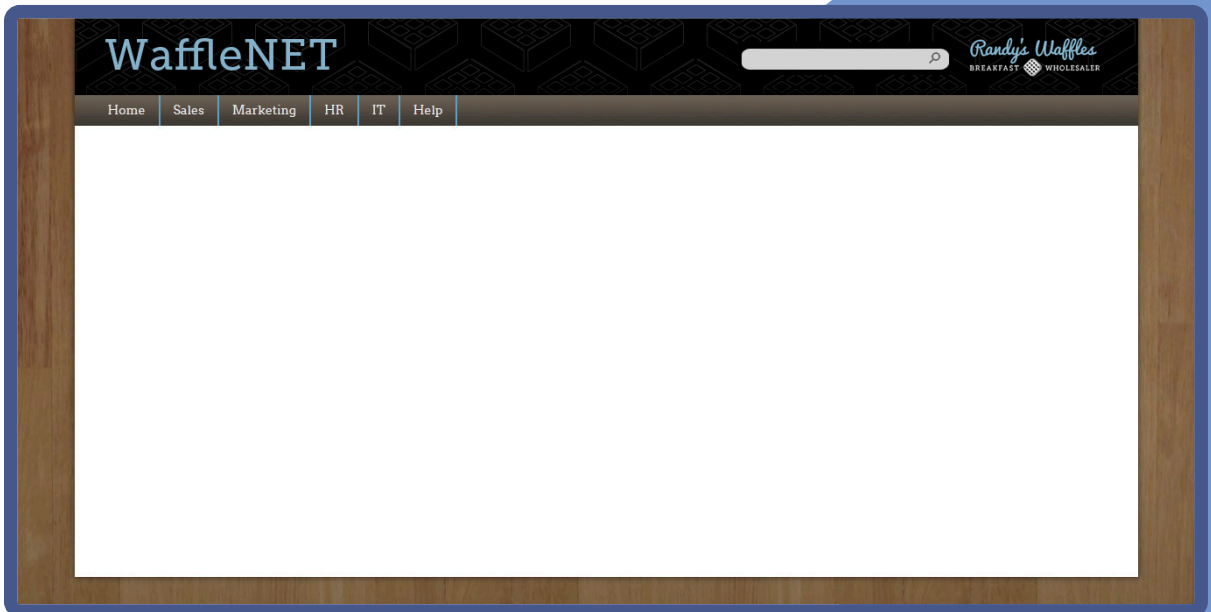 WaffleNET
Randy's Waffles
BREAKFAST WHOLESALER
Home Sales Marketing HR IT Help